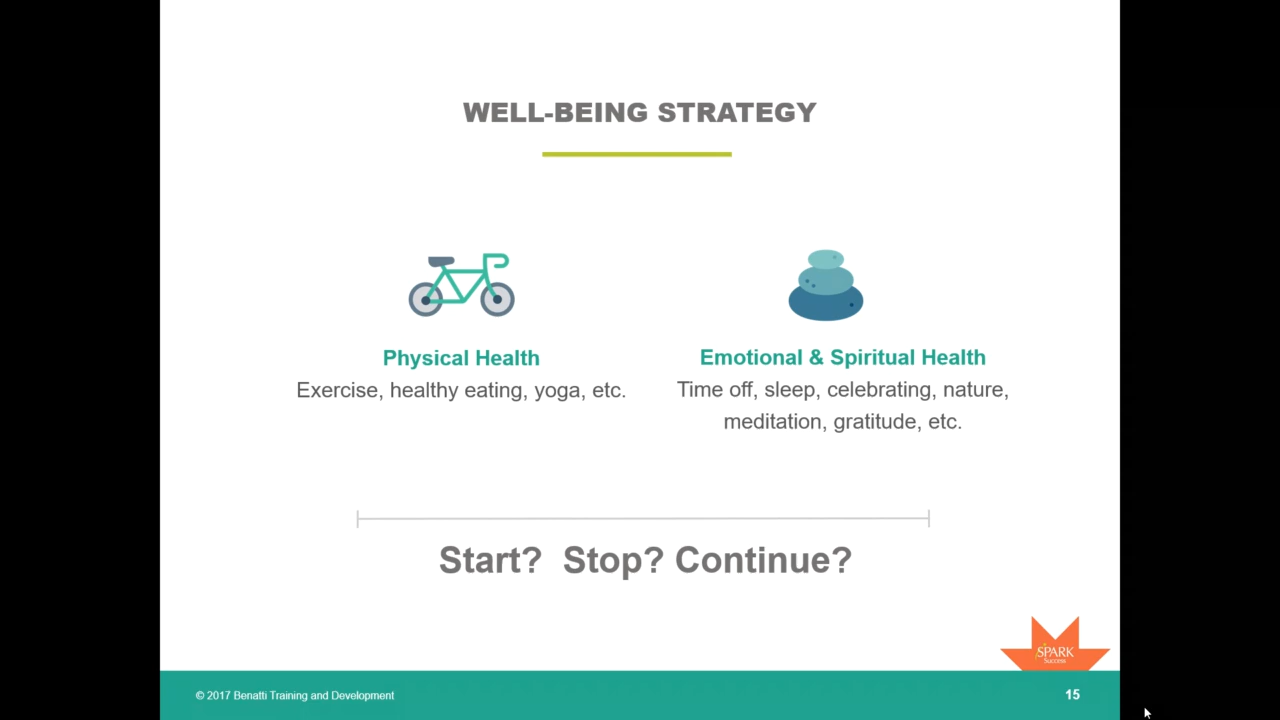 WELL-BEING STRATEGY
Physical Health
Exercise, healthy eating, yoga, etc.
Emotional & Spiritual Health
Time off, sleep, celebrating, nature,
meditation, gratitude, etc.
Start? Stop? Continue?
SPARK
Success
© 2017 Benatti Training and Development
15